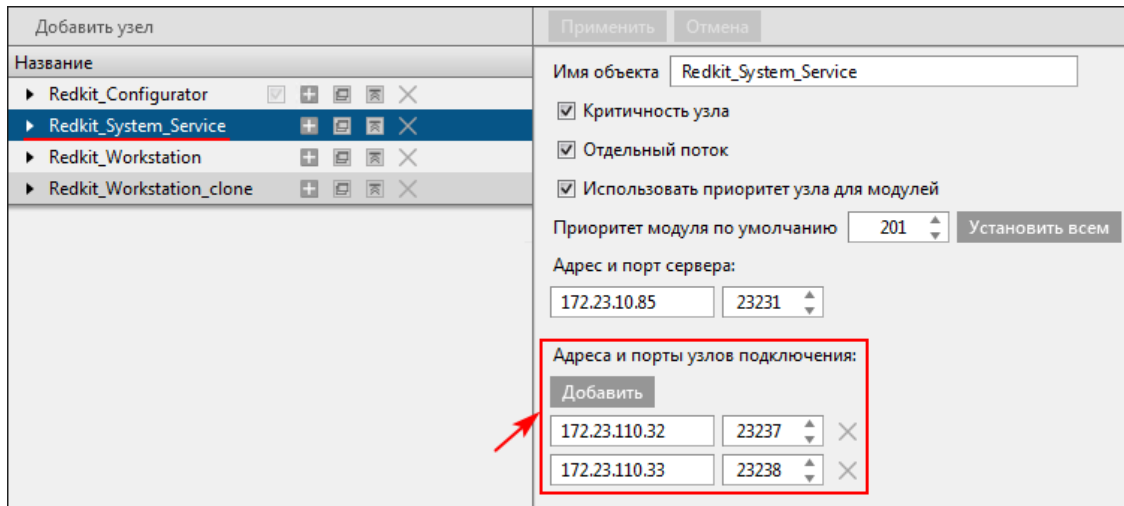 Добавить узел
Название
Redkit_Configurator
Redkit_System_Service
Redkit_Workstation
Redkit_Workstation_clone
Применить Отмена
Имя объекта Redkit_System_Service
Критичность узла
Отдельный поток
Использовать приоритет узла для модулей
Приоритет модуля по умолчанию 201 Установить всем
Адрес и порт сервера:
172.23.10.85 23231
Адреса и порты узлов подключения:
Добавить
172.23.110.32 23237
172.23.110.33 23238